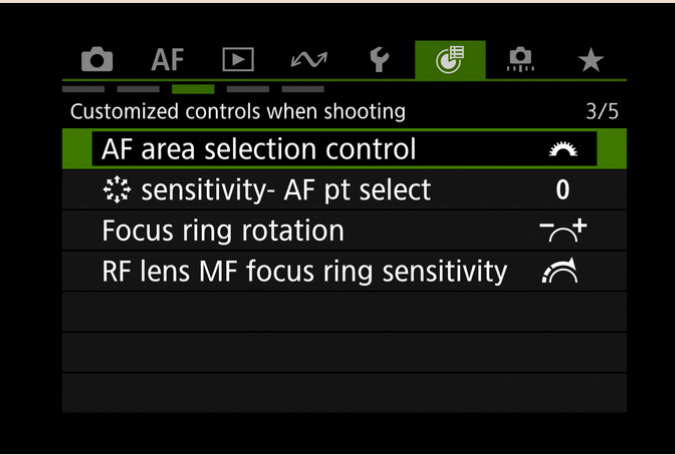 AF
Customized controls when shooting 3/5
AF area selection control
sensitivity- AF pt select 0
Focus ring rotation
RF lens MF focus ring sensitivity